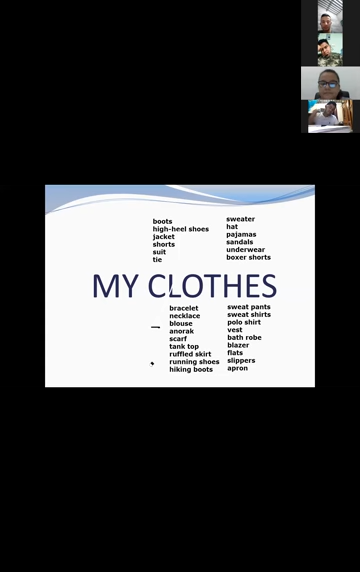 boots
high-heel shoes
jacket
shorts
suit
tie
sweater
hat
pajamas
sandals
underwear
boxer shorts
MY CLOTHES
bracelet
necklace
blouse
anorak
scarf
tank top
ruffled skirt
running shoes
hiking boots
sweat pants
sweat shirts
polo shirt
vest
bath robe
blazer
flats
slippers
apron